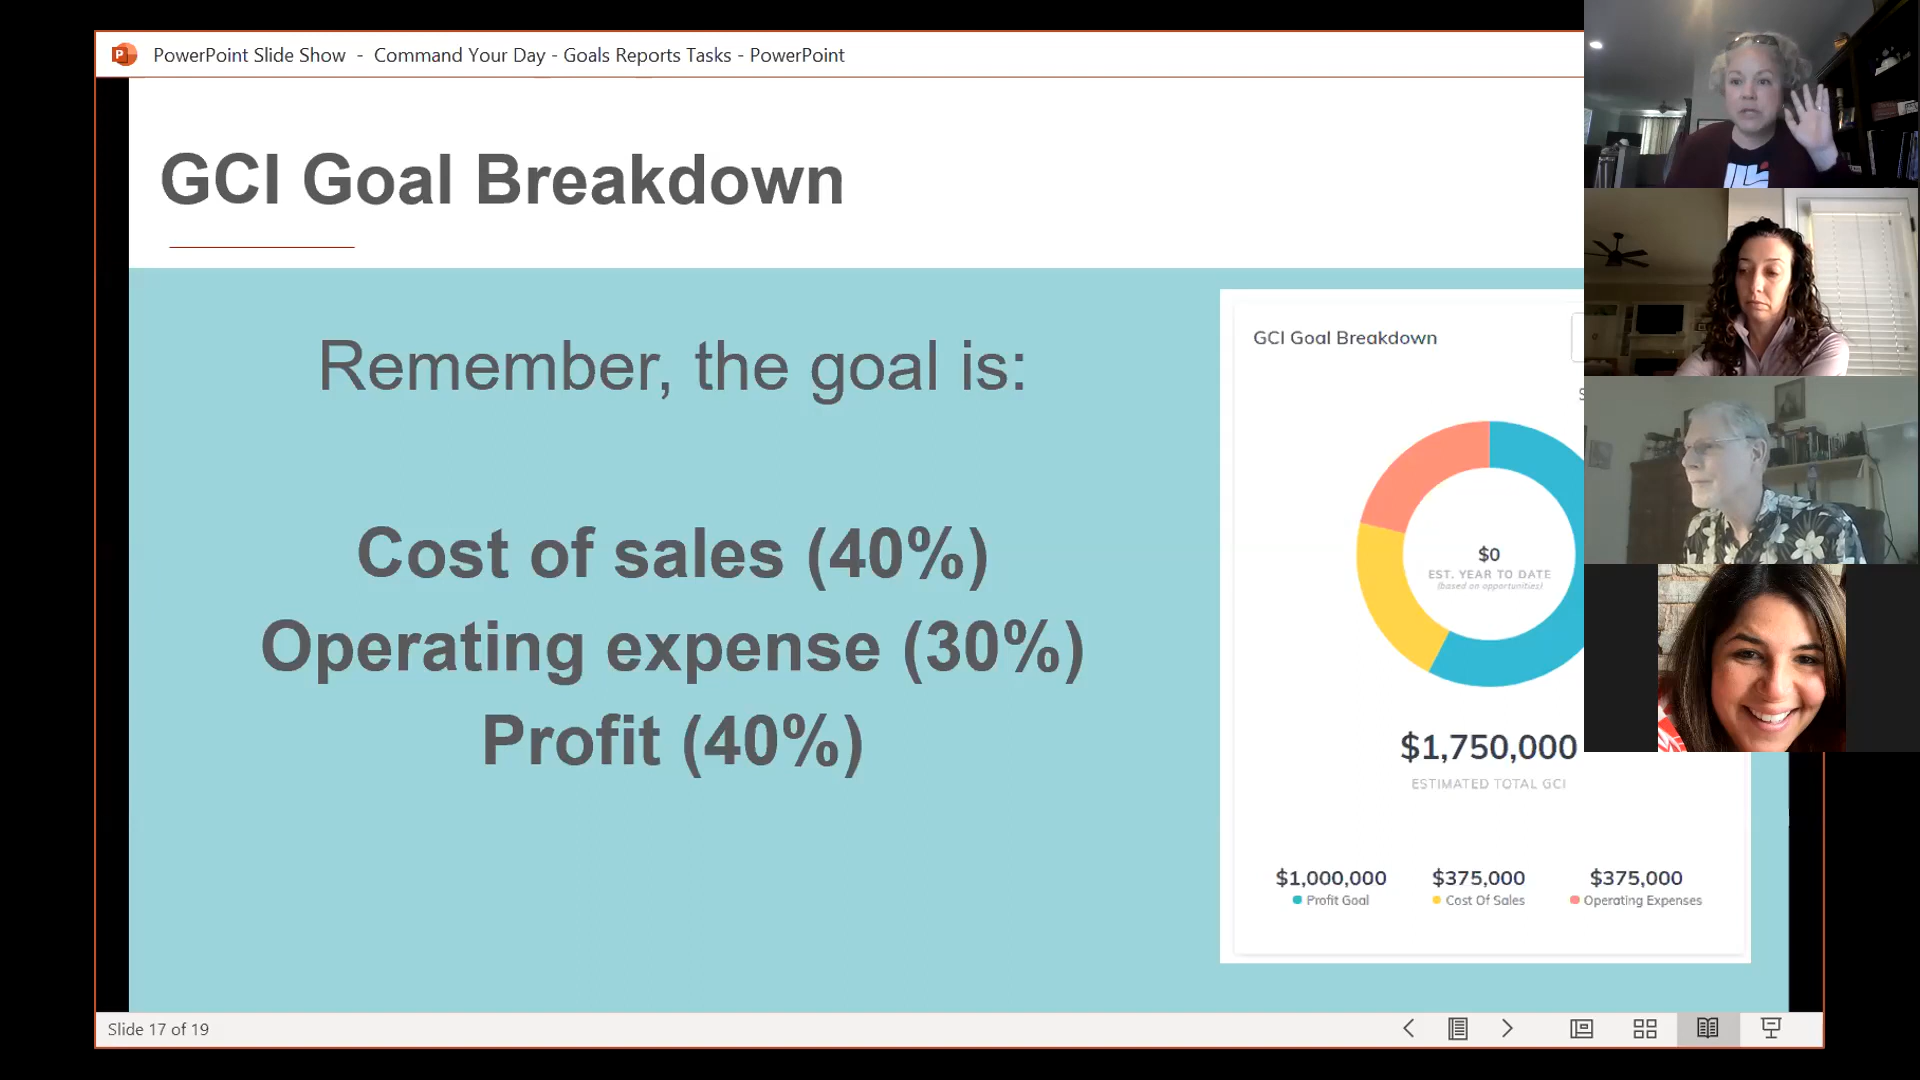 PowerPoint Slide Show - Command Your Day - Goals Reports Tasks - PowerPoint
GCI Goal Breakdown
Remember, the goal is:
Cost of sales (40%)
Operating expense (30%)
Profit (40%)
GCI Goal Breakdown
$0
EST. YEAR TO DATE
(based on opportunities)
$1,750,000
ESTIMATED TOTAL GCI
$1,000,000 $375,000 $375,000
Profit Goal Cost Of Sales Operating Expenses
Slide 17 of 19